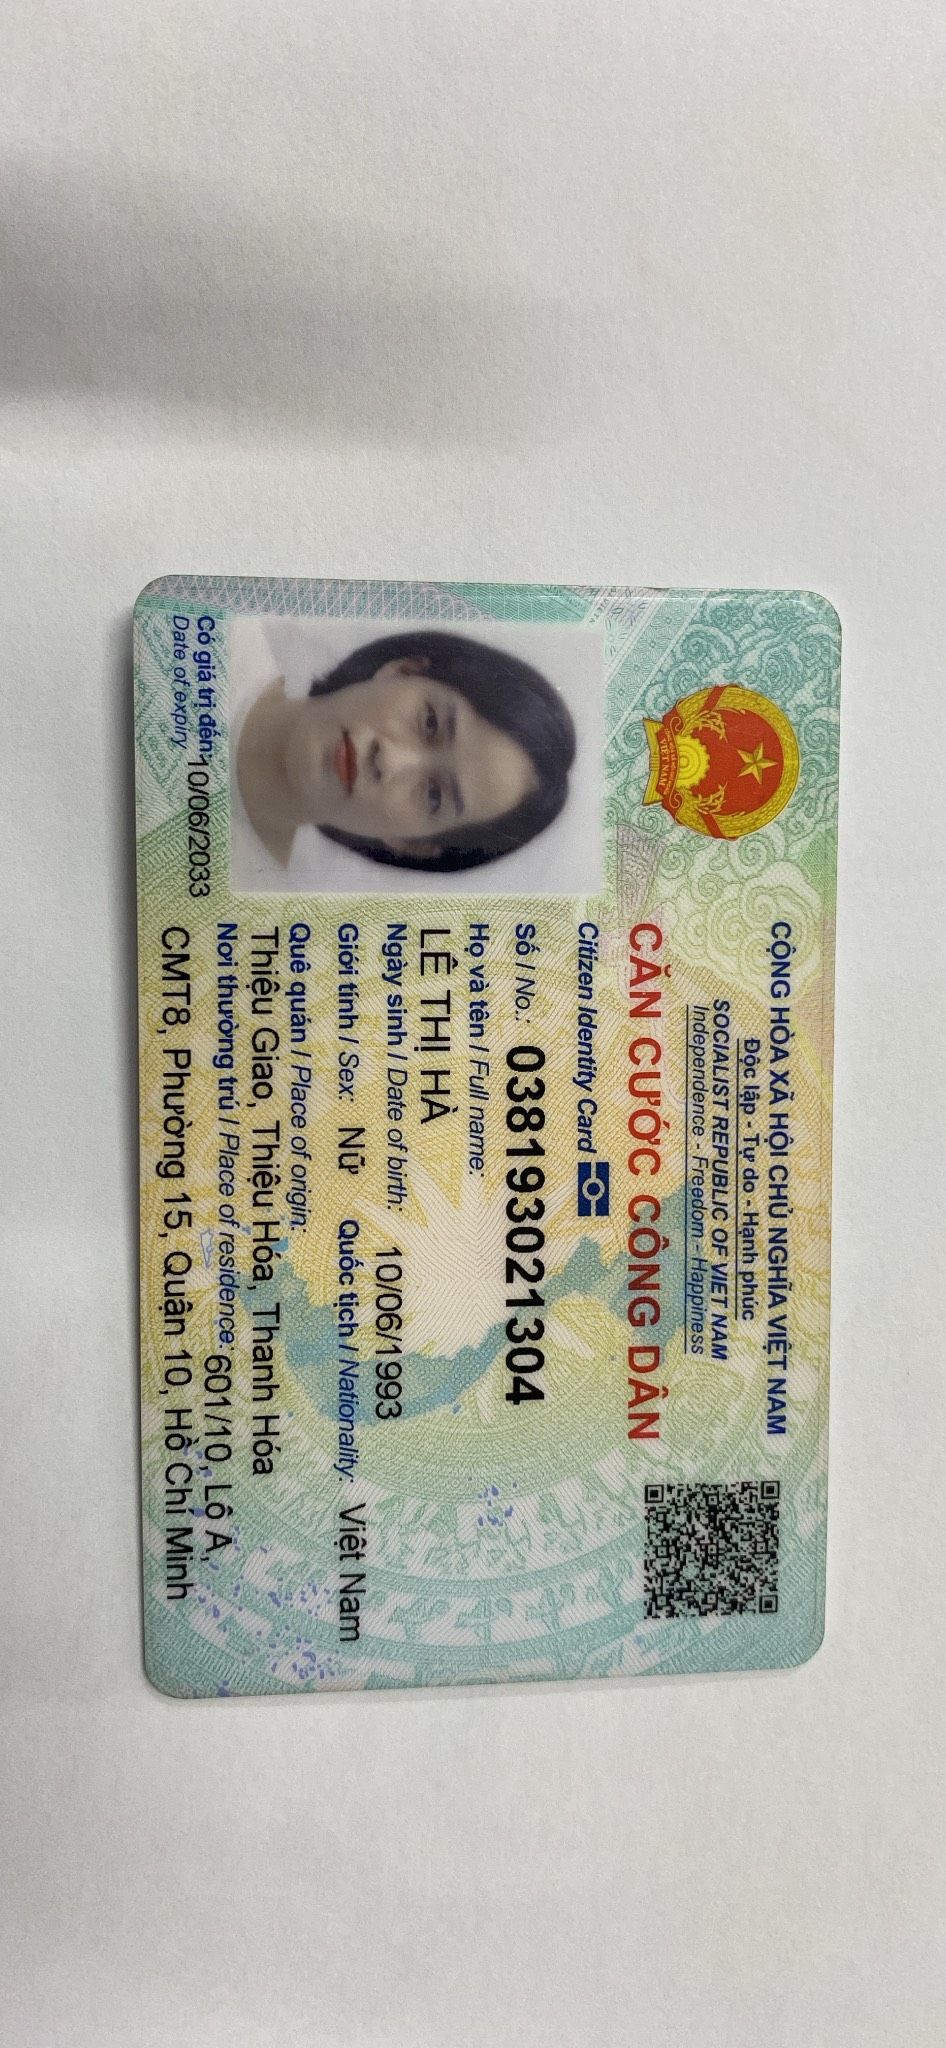 CỘNG HÒA XÃ HỘI CHỦ NGHĨA VIỆT NAM
Độc lập - Tự do - Hạnh phúc
SOCIALIST REPUBLIC OF VIET NAM
Independence - Freedom - Happiness
CĂN CƯỚC CÔNG DÂN
Citizen Identity Card
Số / No.: 038193021304
Họ và tên / Full name:
LÊ THỊ HÀ
Ngày sinh / Date of birth: 10/06/1993
Giới tính / Sex: Nữ Quốc tịch / Nationality: Việt Nam
Quê quán / Place of origin:
Thiệu Giao, Thiệu Hóa, Thanh Hóa
Nơi thường trú / Place of residence: 601/10, Lô A,
CMT8, Phường 15, Quận 10, Hồ Chí Minh
Có giá trị đến: 10/06/2033
Date of expiry
VIỆT NAM